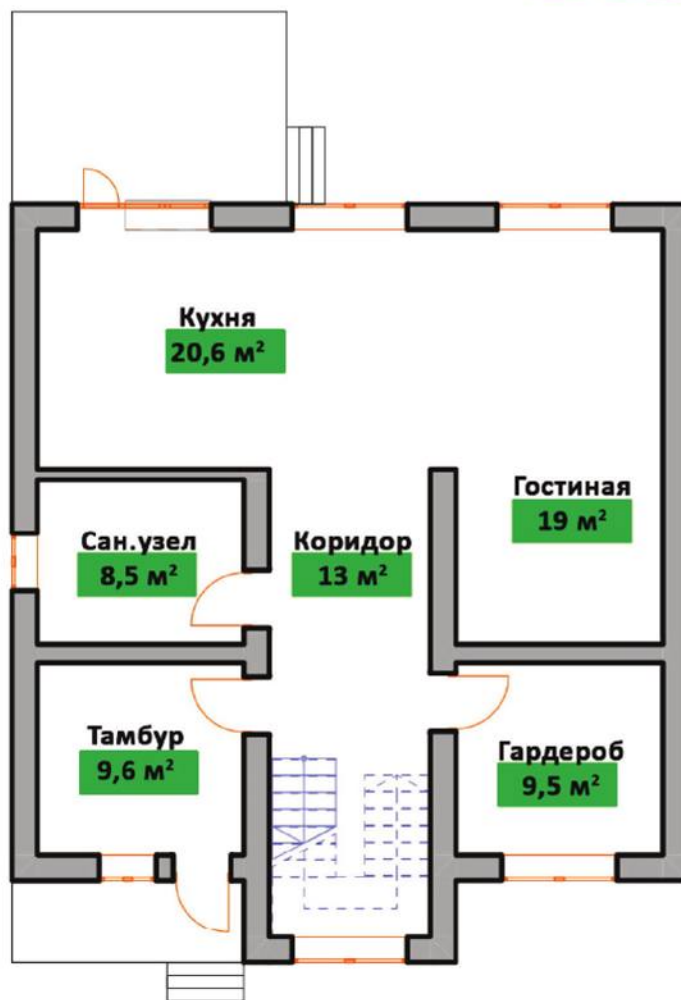 Кухня
20,6 м²
Гостиная
19 м²
Сан.узел
8,5 м²
Коридор
13 м²
Тамбур
9,6 м²
Гардероб
9,5 м²